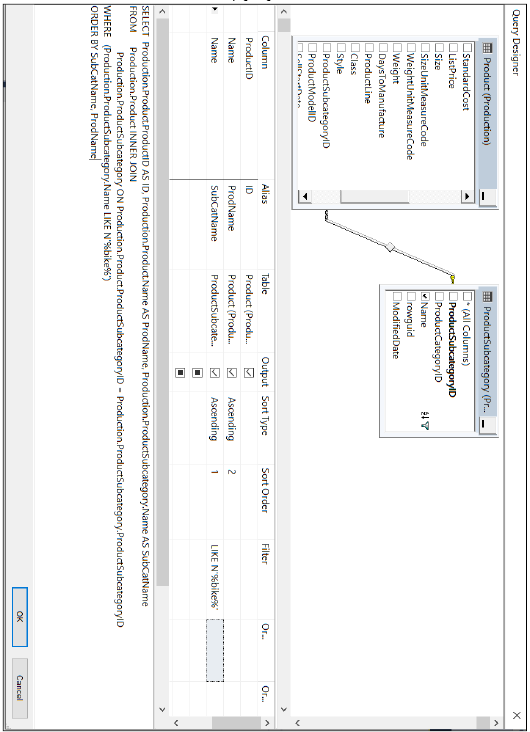 Query Designer
Product (Production)
StandardCost
ListPrice
Size
SizeUnitMeasureCode
WeightUnitMeasureCode
Weight
DaysToManufacture
ProductLine
Class
Style
ProductSubcategoryID
ProductModelID
ProductSubcategory (Pr...
* (All Columns)
ProductSubcategoryID
ProductCategoryID
Name
rowguid
ModifiedDate
Column Alias Table Output Sort Type Sort Order Filter Or... Or...
ProductID ID Product (Produ...
Name ProdName Product (Produ... Ascending 2
Name SubCatName ProductSubcate... Ascending 1 LIKE N'%bike%'
SELECT Production.Product.ProductID AS ID, Production.Product.Name AS ProdName, Production.ProductSubcategory.Name AS SubCatName
FROM Production.Product INNER JOIN
Production.ProductSubcategory ON Production.Product.ProductSubcategoryID = Production.ProductSubcategory.ProductSubcategoryID
WHERE (Production.ProductSubcategory.Name LIKE N'%bike%')
ORDER BY SubCatName, ProdName
OK
Cancel